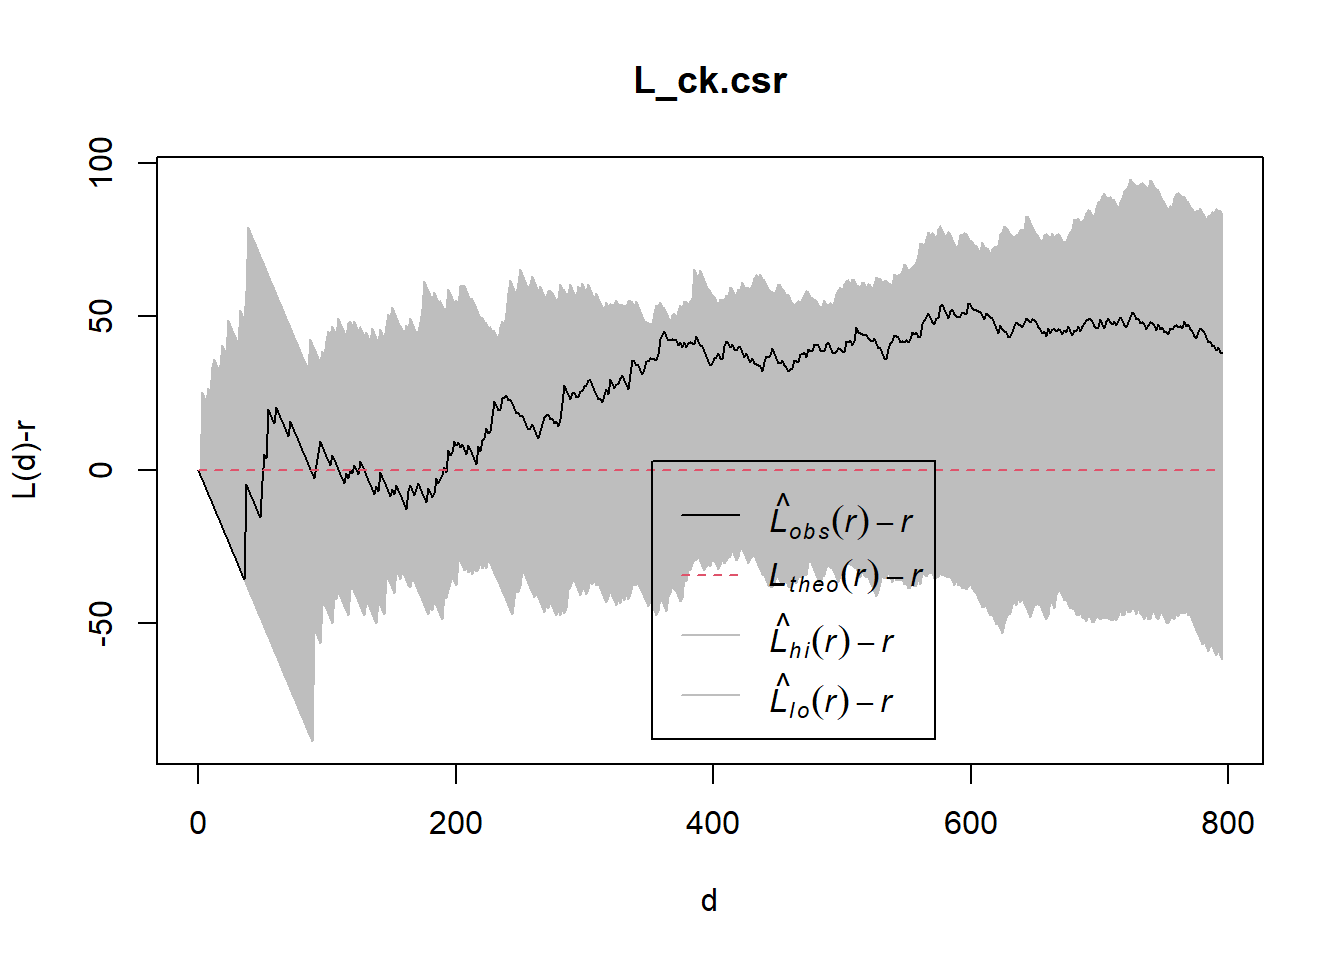 L_ck.csr
L(d)-r
100
50
0
-50
L̂obs(r) – r
Ltheo(r) – r
L̂hi(r) – r
L̂lo(r) – r
0 200 400 600 800
d